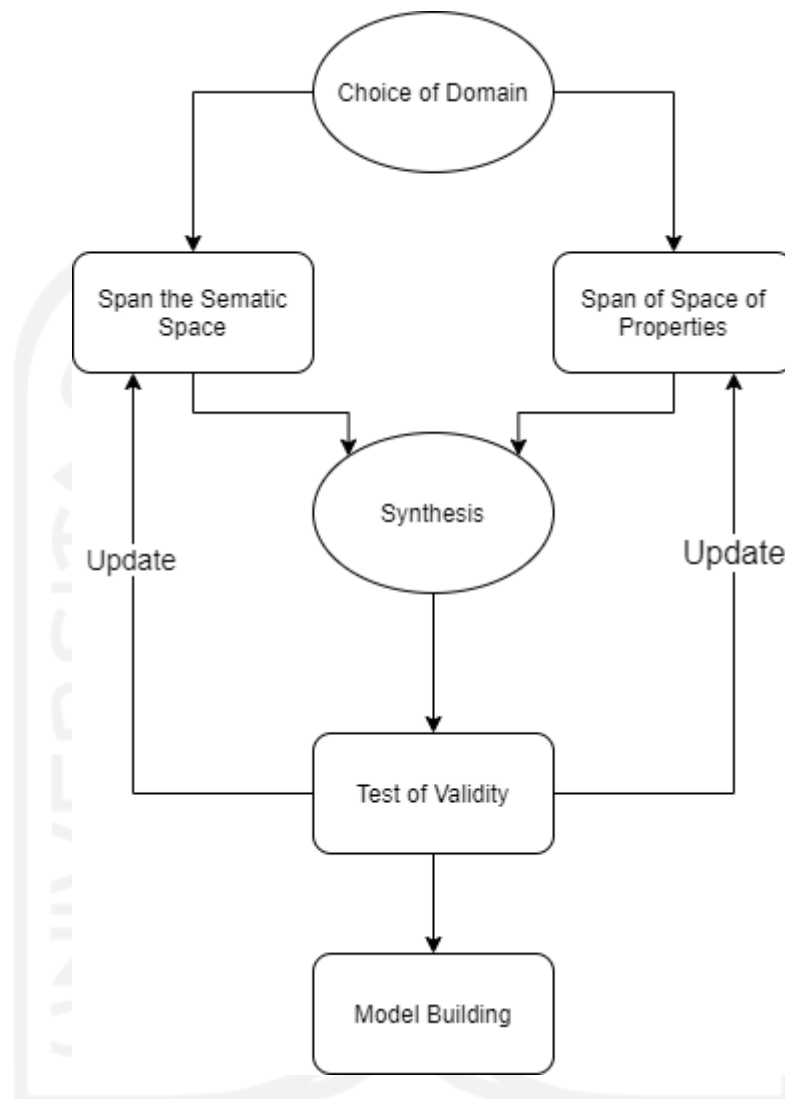 Choice of Domain
Span the Sematic
Space
Span of Space of
Properties
Synthesis
Update
Update
Test of Validity
Model Building